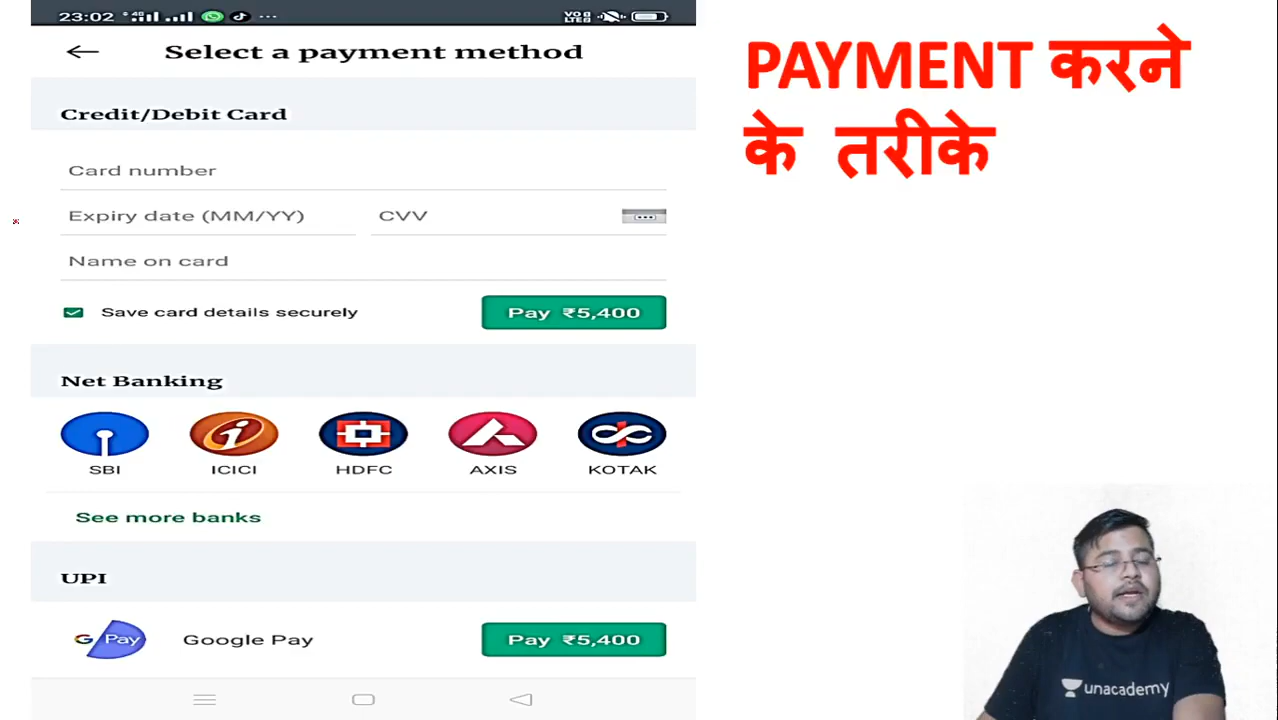 23:02
Select a payment method
Credit/Debit Card
Card number
Expiry date (MM/YY) CVV
Name on card
Save card details securely Pay ₹5,400
Net Banking
SBI ICICI HDFC AXIS KOTAK
See more banks
UPI
G Pay Google Pay Pay ₹5,400
PAYMENT करने
के तरीके
unacademy